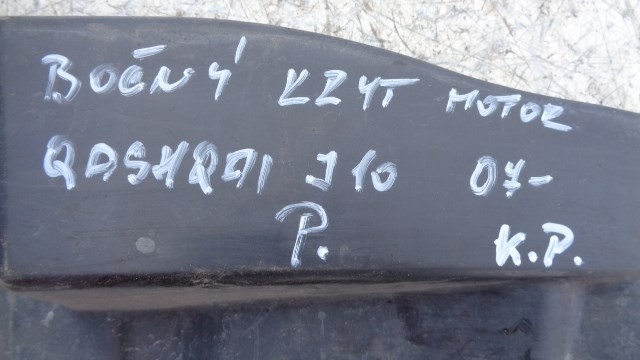 BOČNÝ KRYT MOTOR
QASHQAI J10 07-
P. K.P.